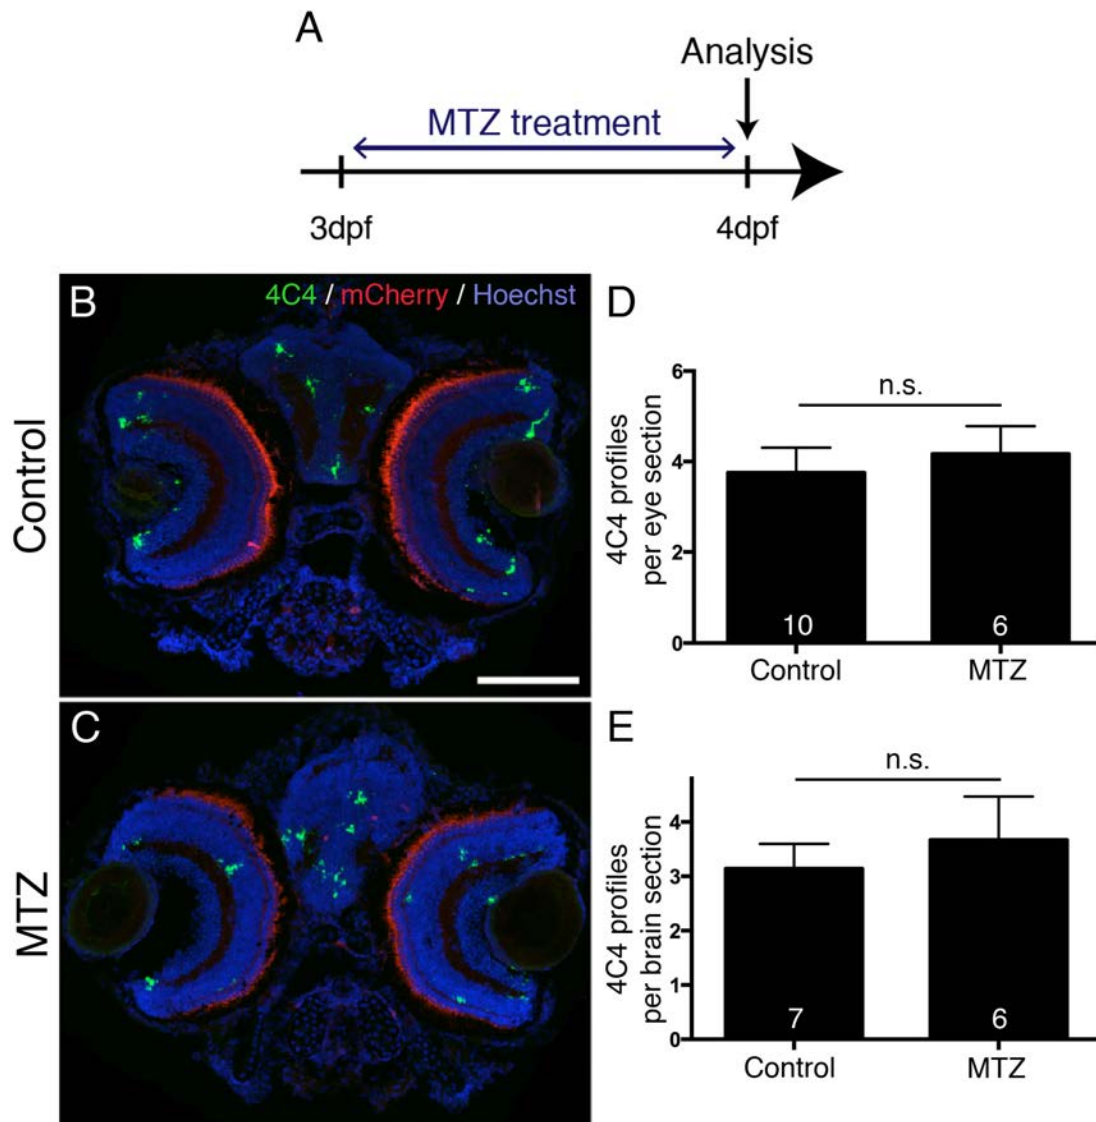 A
Analysis
MTZ treatment
3dpf
4dpf
B
4C4 / mCherry / Hoechst
Control
C
MTZ
D
n.s.
4C4 profiles
per eye section
6
4
2
0
10
6
Control
MTZ
E
n.s.
4C4 profiles
per brain section
4
3
2
1
0
7
6
Control
MTZ